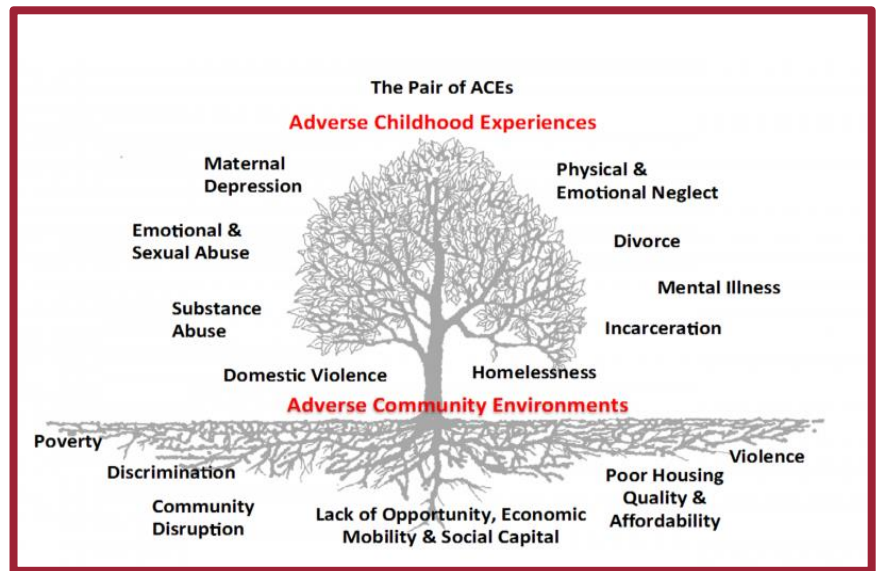 The Pair of ACEs
Adverse Childhood Experiences
Maternal
Depression
Physical &
Emotional Neglect
Emotional &
Sexual Abuse
Divorce
Mental Illness
Substance
Abuse
Incarceration
Domestic Violence
Homelessness
Adverse Community Environments
Poverty
Discrimination
Community
Disruption
Lack of Opportunity, Economic
Mobility & Social Capital
Poor Housing
Quality &
Affordability
Violence